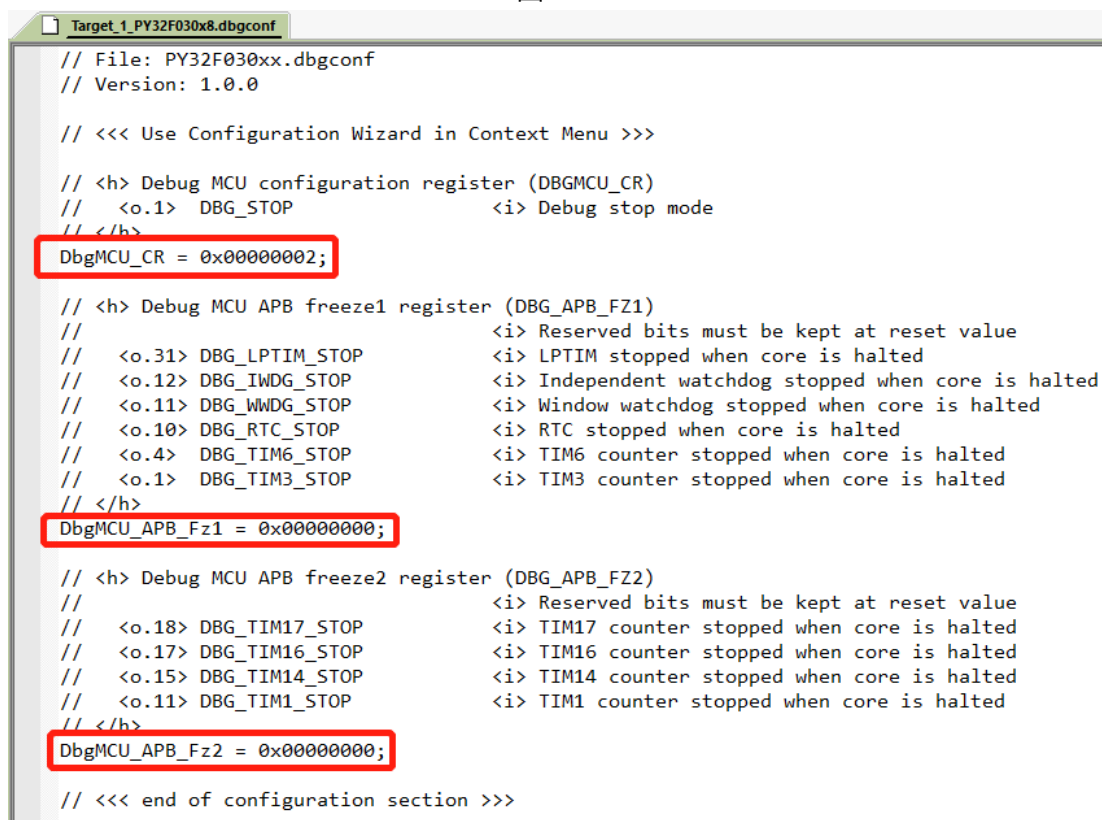 Target_1_PY32F030x8.dbgconf
// File: PY32F030xx.dbgconf
// Version: 1.0.0
// <<< Use Configuration Wizard in Context Menu >>>
// <h> Debug MCU configuration register (DBGMCU_CR)
//   <o.1>  DBG_STOP                 <i> Debug stop mode
// </h>
DbgMCU_CR = 0x00000002;
// <h> Debug MCU APB freeze1 register (DBG_APB_FZ1)
//                                 <i> Reserved bits must be kept at reset value
//   <o.31> DBG_LPTIM_STOP           <i> LPTIM stopped when core is halted
//   <o.12> DBG_IWDG_STOP            <i> Independent watchdog stopped when core is halted
//   <o.11> DBG_WWDG_STOP            <i> Window watchdog stopped when core is halted
//   <o.10> DBG_RTC_STOP             <i> RTC stopped when core is halted
//   <o.4>  DBG_TIM6_STOP            <i> TIM6 counter stopped when core is halted
//   <o.1>  DBG_TIM3_STOP            <i> TIM3 counter stopped when core is halted
// </h>
DbgMCU_APB_Fz1 = 0x00000000;
// <h> Debug MCU APB freeze2 register (DBG_APB_FZ2)
//                                 <i> Reserved bits must be kept at reset value
//   <o.18> DBG_TIM17_STOP           <i> TIM17 counter stopped when core is halted
//   <o.17> DBG_TIM16_STOP           <i> TIM16 counter stopped when core is halted
//   <o.15> DBG_TIM14_STOP           <i> TIM14 counter stopped when core is halted
//   <o.11> DBG_TIM1_STOP            <i> TIM1 counter stopped when core is halted
// </h>
DbgMCU_APB_Fz2 = 0x00000000;
// <<< end of configuration section >>>